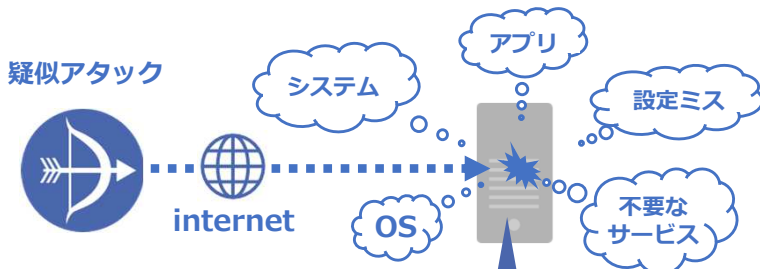 アプリ
疑似アタック
システム
設定ミス
internet
OS
不要な
サービス